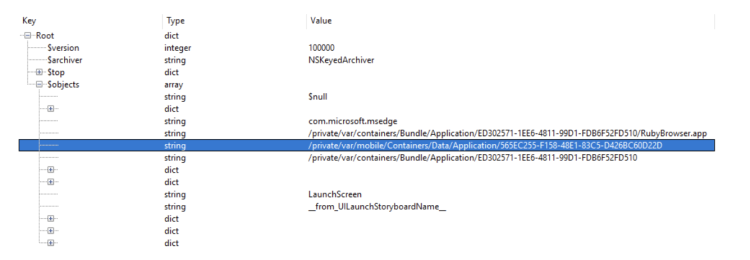 Key Type Value
Root dict
$version integer 100000
$archiver string NSKeyedArchiver
$top dict
$objects array
string $null
dict
string com.microsoft.msedge
string /private/var/containers/Bundle/Application/ED302571-1EE6-4811-99D1-FDB6F52FD510/RubyBrowser.app
string /private/var/mobile/Containers/Data/Application/565EC255-F158-48E1-83C5-D426BC60D22D
string /private/var/containers/Bundle/Application/ED302571-1EE6-4811-99D1-FDB6F52FD510
dict
dict
string LaunchScreen
string __from_UILaunchStoryboardName__
dict
dict
dict